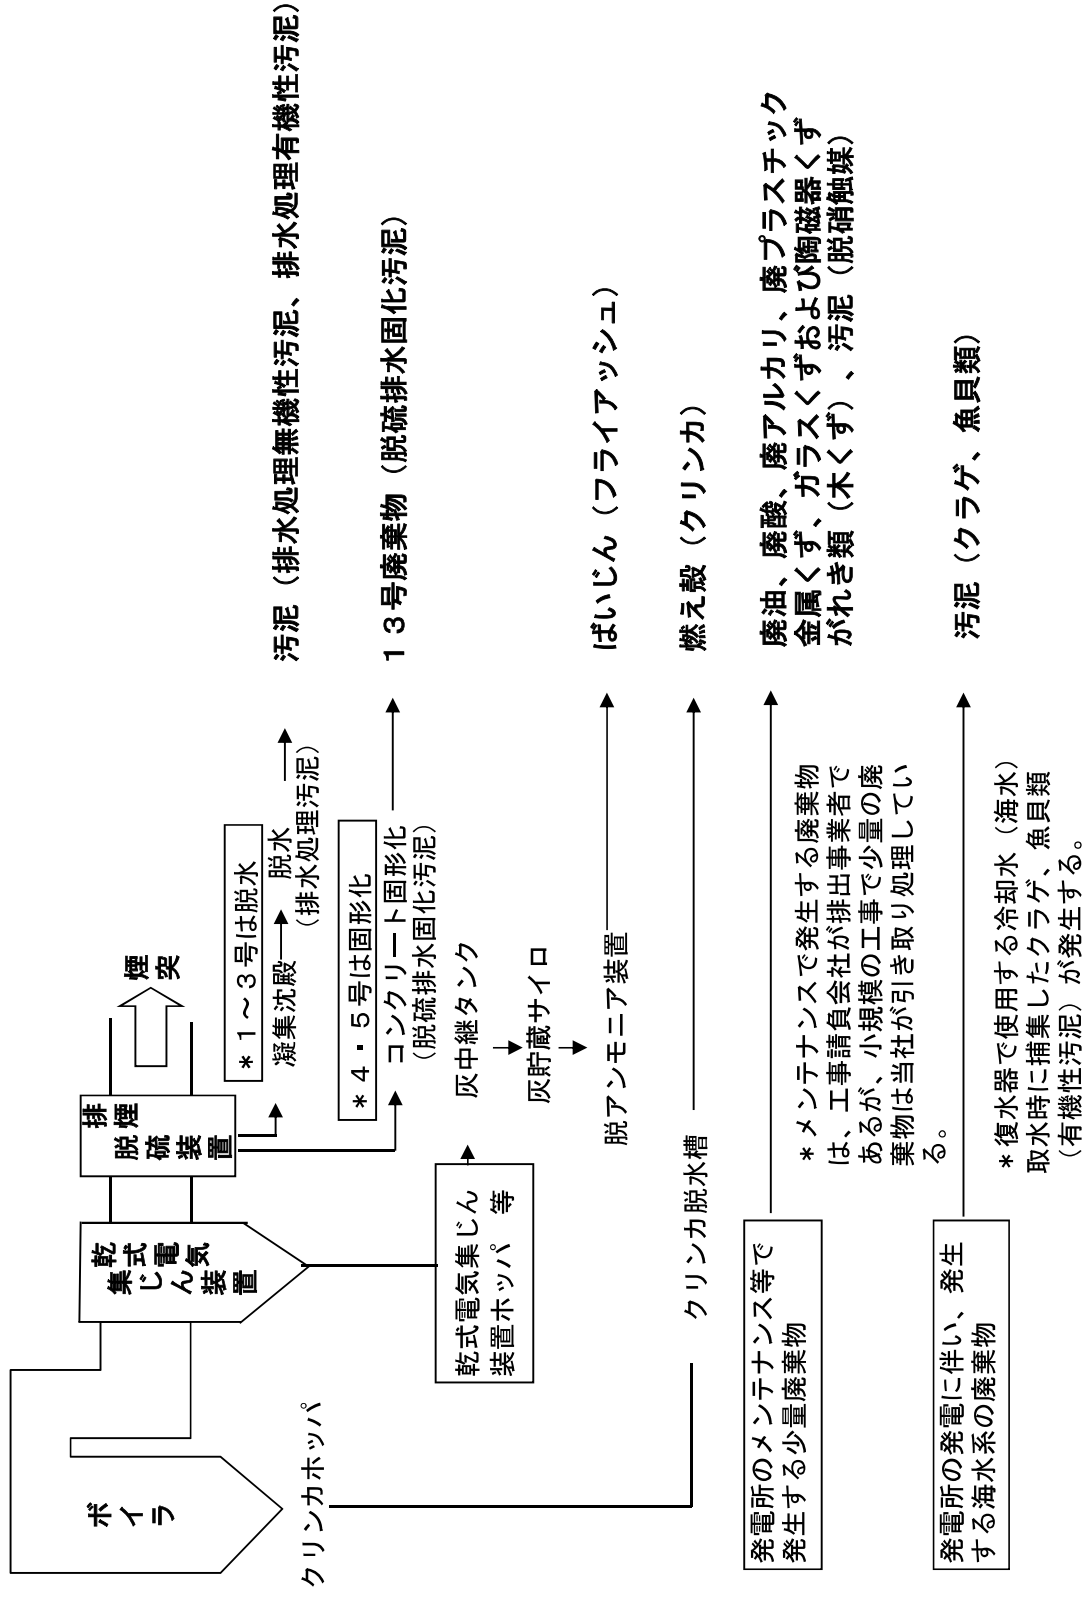 ボイラ
クリンカホッパ
乾式電気
集じん装置
排煙
脱硫装置
煙突
*１～３号は脱水
凝集沈殿
脱水
（排水処理汚泥）
汚泥（排水処理無機性汚泥、排水処理有機性汚泥）
*４・５号は固形化
コンクリート固形化
（脱硫排水固化汚泥）
１３号廃棄物（脱硫排水固化汚泥）
乾式電気集じん
装置ホッパ　等
灰中継タンク
灰貯蔵サイロ
脱アンモニア装置
ばいじん（フライアッシュ）
クリンカ脱水槽
燃え殻（クリンカ）
発電所のメンテナンス等で
発生する少量廃棄物
廃油、廃酸、廃アルカリ、廃プラスチック
金属くず、ガラスくずおよび陶磁器くず
がれき類（木くず）、汚泥（脱硝触媒）
*メンテナンスで発生する廃棄物
は、工事請負会社が排出事業者で
あるが、小規模の工事で少量の廃
棄物は当社が引き取り処理してい
る。
発電所の発電に伴い、発生
する海水系の廃棄物
汚泥（クラゲ、魚貝類）
*復水器で使用する冷却水（海水）
取水時に捕集したクラゲ、魚貝類
（有機性汚泥）が発生する。